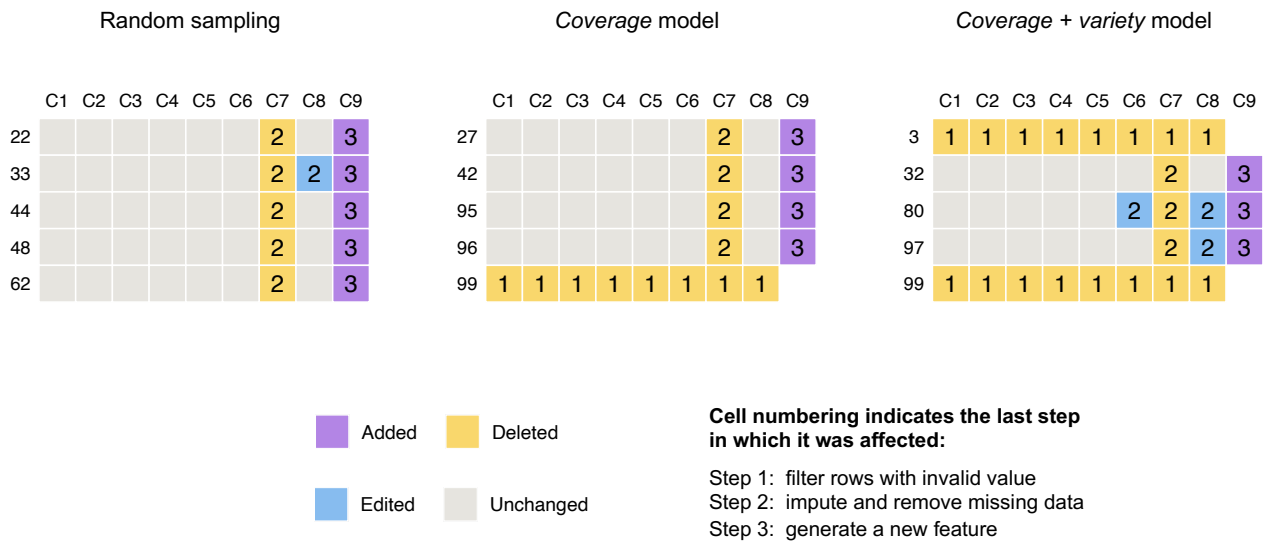 Random sampling
Coverage model
Coverage + variety model
C1 C2 C3 C4 C5 C6 C7 C8 C9
22 2 3
33 2 2 3
44 2 3
48 2 3
62 2 3
C1 C2 C3 C4 C5 C6 C7 C8 C9
27 2 3
42 2 3
95 2 3
96 2 3
99 1 1 1 1 1 1 1 1
C1 C2 C3 C4 C5 C6 C7 C8 C9
3 1 1 1 1 1 1 1 1
32 2 3
80 2 2 2 3
97 2 2 3
99 1 1 1 1 1 1 1 1
Added
Deleted
Edited
Unchanged
Cell numbering indicates the last step
in which it was affected:
Step 1: filter rows with invalid value
Step 2: impute and remove missing data
Step 3: generate a new feature